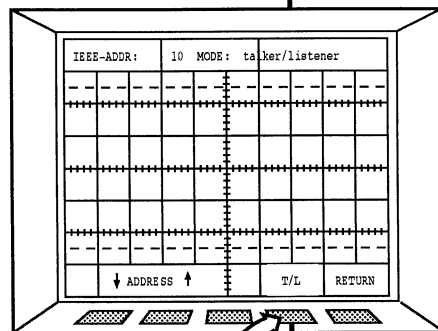 IEEE-ADDR: 10 MODE: talker/listener
↓ ADDRESS ↑ T/L RETURN